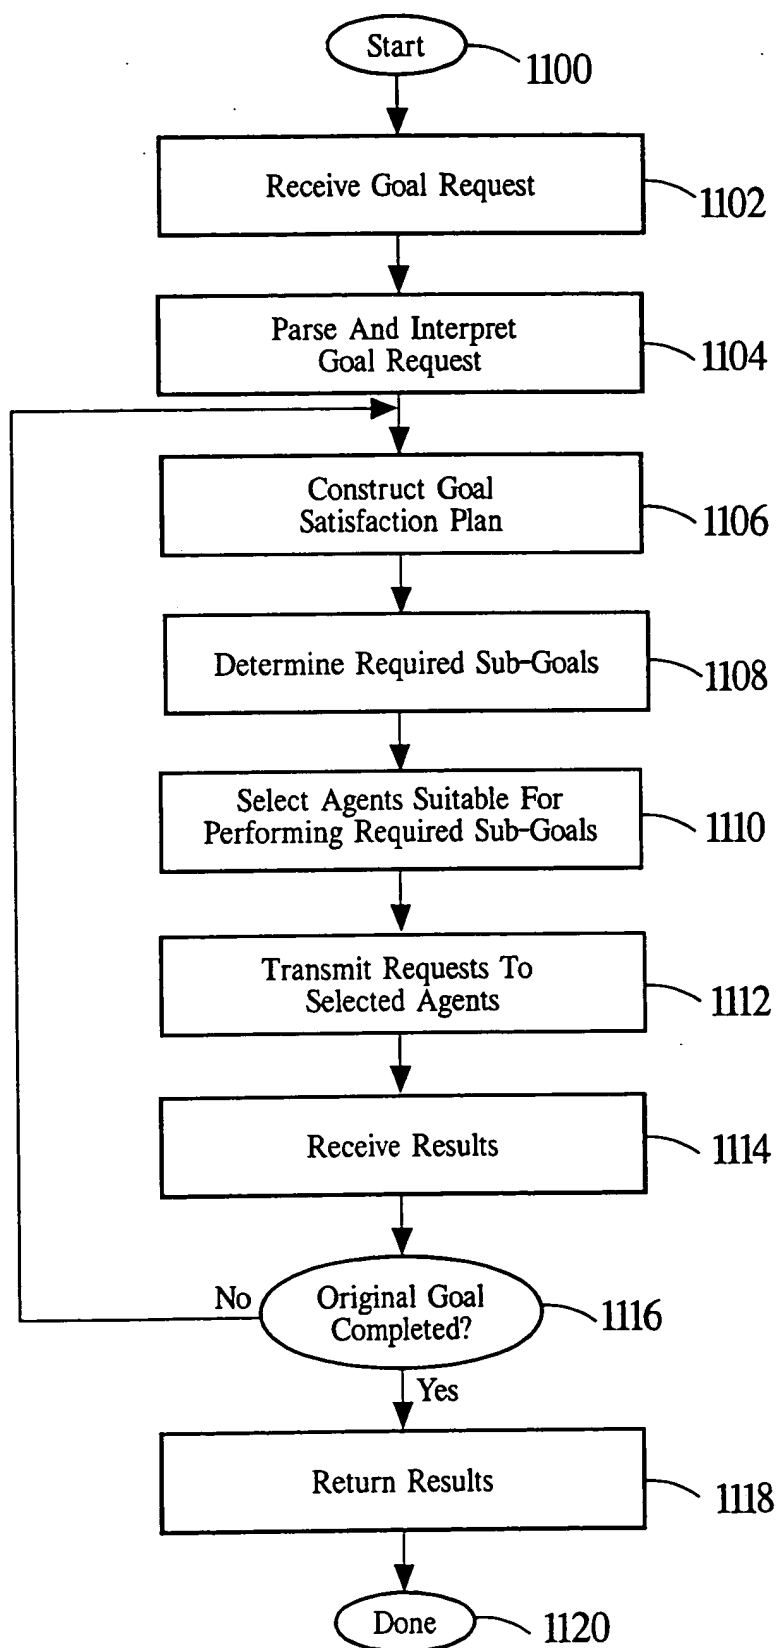 Start
1100
Receive Goal Request
1102
Parse And Interpret
Goal Request
1104
Construct Goal
Satisfaction Plan
1106
Determine Required Sub-Goals
1108
Select Agents Suitable For
Performing Required Sub-Goals
1110
Transmit Requests To
Selected Agents
1112
Receive Results
1114
No
Original Goal
Completed?
1116
Yes
Return Results
1118
Done
1120